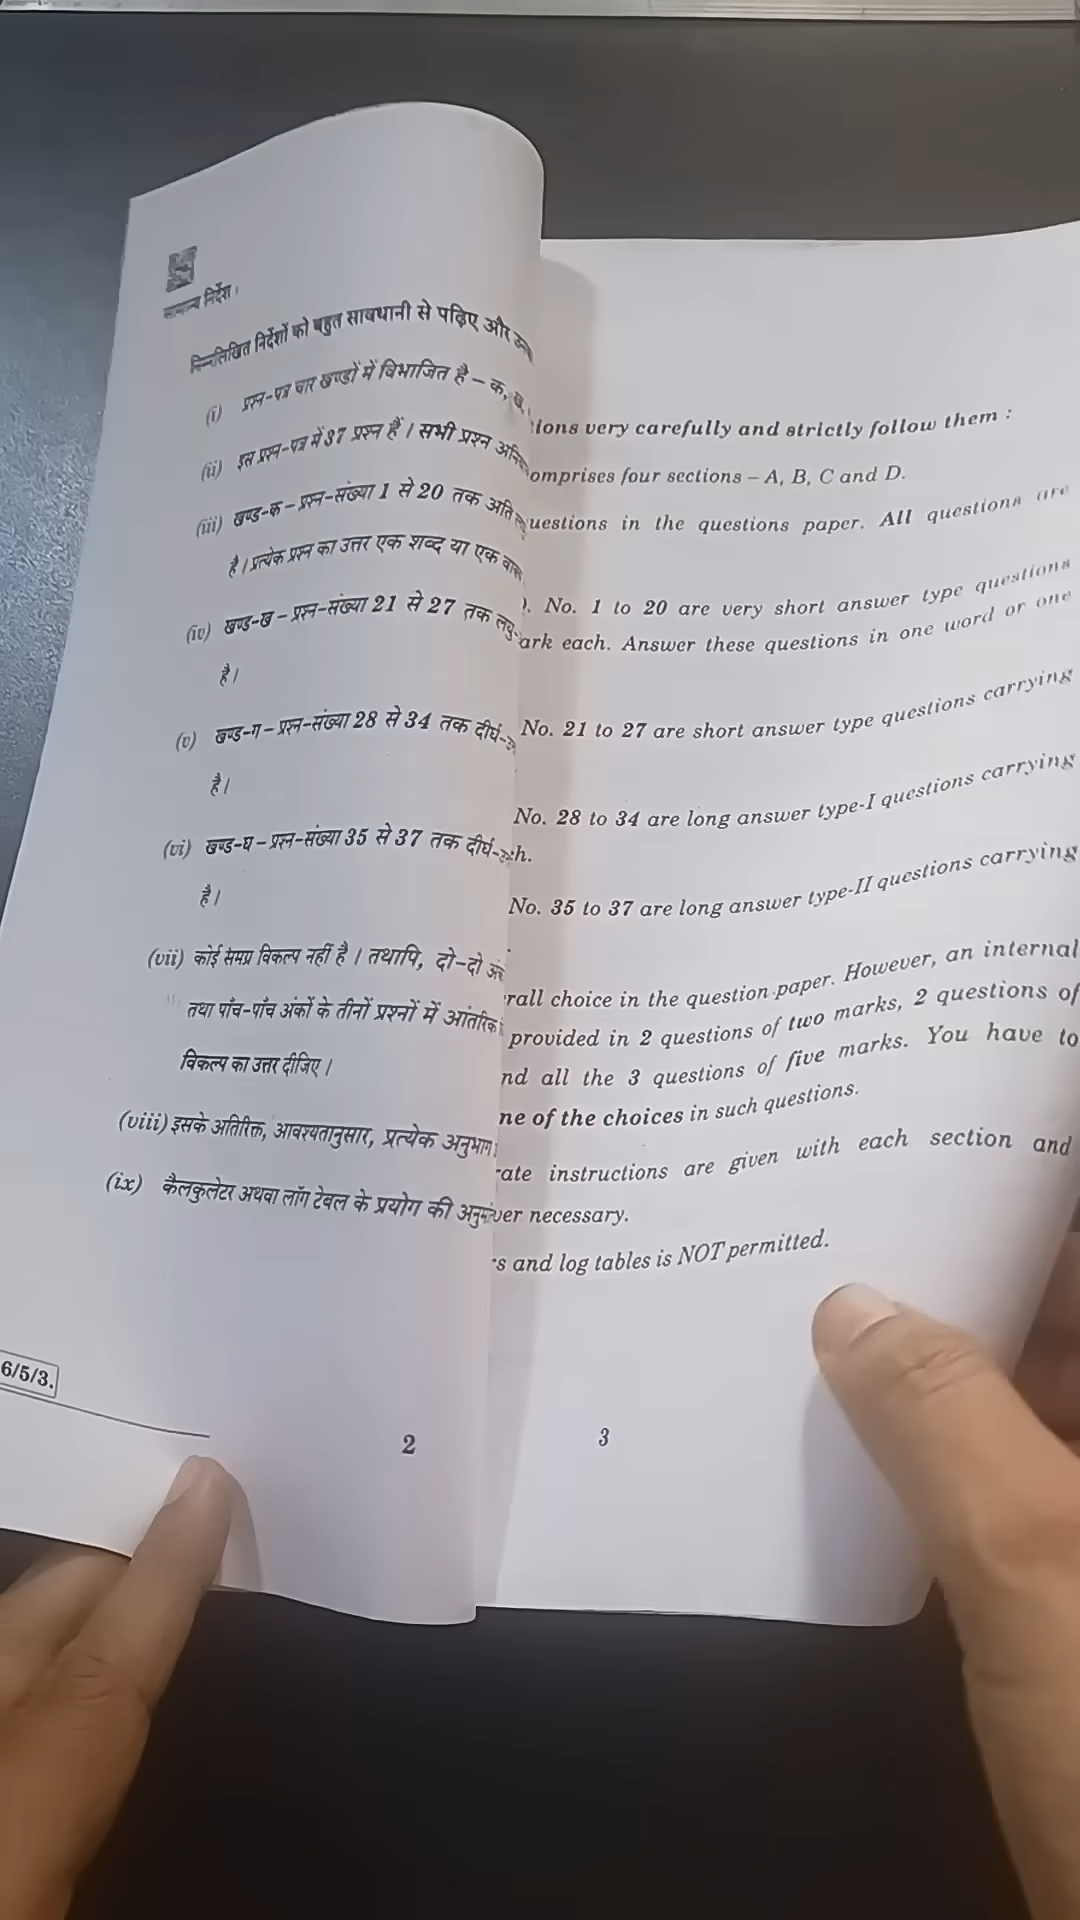 सामान्य निर्देश :
निम्नलिखित निर्देशों को बहुत सावधानी से पढ़िए और
(i) प्रश्न-पत्र चार खण्डों में विभाजित है – क, ख,
(ii) इस प्रश्न-पत्र में 37 प्रश्न हैं । सभी प्रश्न
(iii) खण्ड-क – प्रश्न-संख्या 1 से 20 तक अति
है । प्रत्येक प्रश्न का उत्तर एक शब्द या एक
(iv) खण्ड-ख – प्रश्न-संख्या 21 से 27 तक लघु-
है ।
(v) खण्ड-ग – प्रश्न-संख्या 28 से 34 तक दीर्घ-
है ।
(vi) खण्ड-घ – प्रश्न-संख्या 35 से 37 तक दीर्घ-
है ।
(vii) कोई समग्र विकल्प नहीं है । तथापि, दो-दो
तथा पाँच-पाँच अंकों के तीनों प्रश्नों में आंतरिक
विकल्प का उत्तर दीजिए ।
(viii) इसके अतिरिक्त, आवश्यतानुसार, प्रत्येक अनुभाग
(ix) कैलकुलेटर अथवा लॉग टेबल के प्रयोग की
6/5/3.
2
tions very carefully and strictly follow them :
omprises four sections – A, B, C and D.
uestions in the questions paper. All questions are
). No. 1 to 20 are very short answer type questions
ark each. Answer these questions in one word or one
No. 21 to 27 are short answer type questions carrying
No. 28 to 34 are long answer type-I questions carrying
ch.
No. 35 to 37 are long answer type-II questions carrying
rall choice in the question paper. However, an internal
provided in 2 questions of two marks, 2 questions of
nd all the 3 questions of five marks. You have to
ne of the choices in such questions.
rate instructions are given with each section and
ver necessary.
rs and log tables is NOT permitted.
3